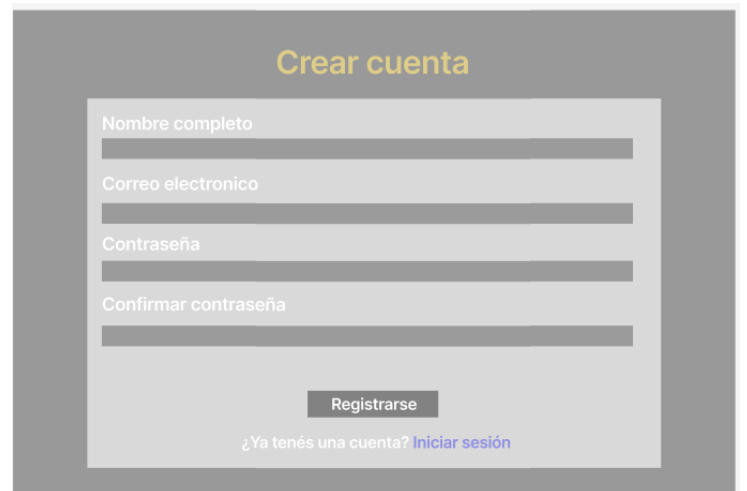 Crear cuenta
Nombre completo
Correo electronico
Contraseña
Confirmar contraseña
Registrarse
¿Ya tenés una cuenta? Iniciar sesión